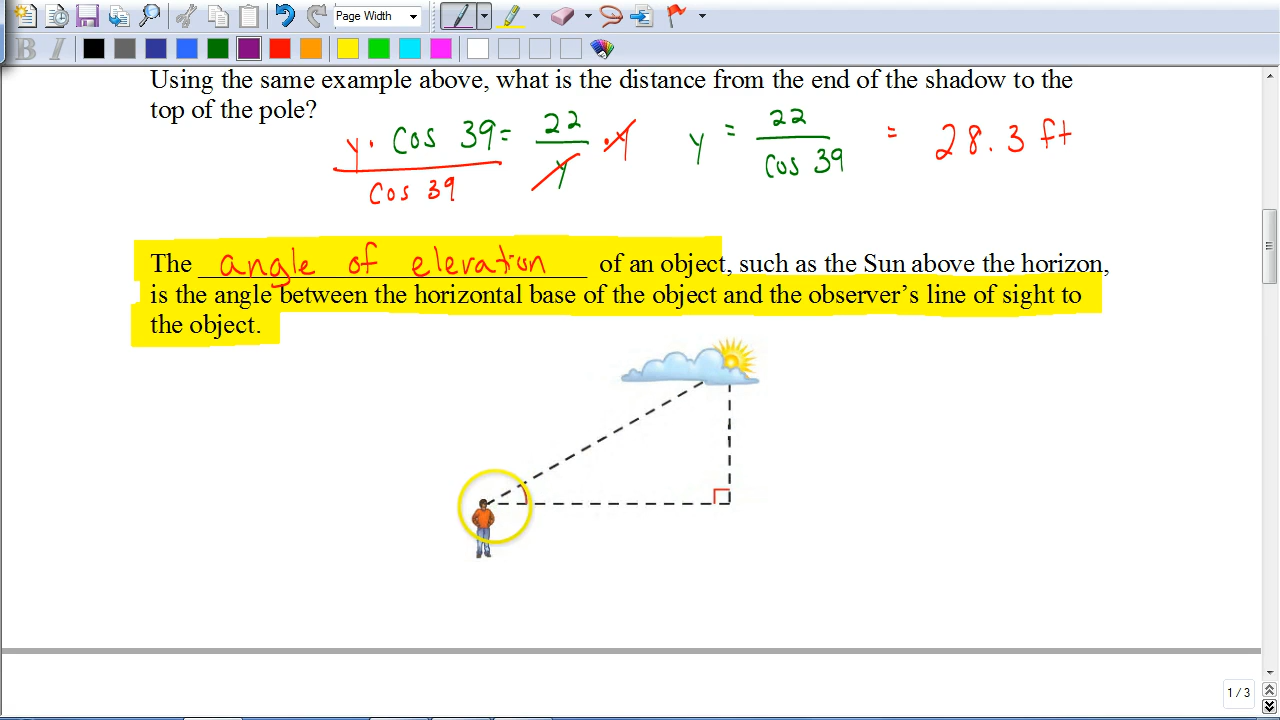 Page Width
B I
Using the same example above, what is the distance from the end of the shadow to the
top of the pole?
y · Cos 39 = 22 / y · y y = 22 / Cos 39 = 28.3 ft
Cos 39
The angle of elevation of an object, such as the Sun above the horizon,
is the angle between the horizontal base of the object and the observer's line of sight to
the object.
1 / 3